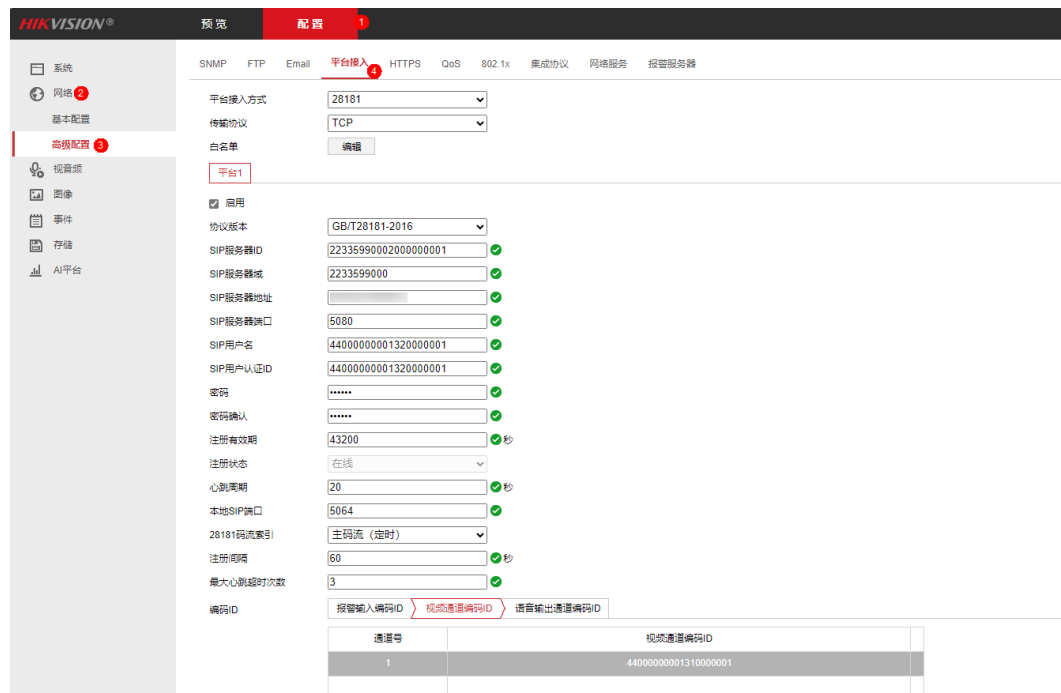 HIKVISION®
预览
配置
1
系统
网络 2
基本配置
高级配置 3
视音频
图像
事件
存储
AI平台
SNMP FTP Email 平台接入 4 HTTPS QoS 802.1x 集成协议 网络服务 报警服务器
平台接入方式 28181
传输协议 TCP
白名单 编辑
平台1
启用
协议版本 GB/T28181-2016
SIP服务器ID 22335990002000000001
SIP服务器域 2233599000
SIP服务器地址
SIP服务器端口 5080
SIP用户名 44000000001320000001
SIP用户认证ID 44000000001320000001
密码 ••••••
密码确认 ••••••
注册有效期 43200 秒
注册状态 在线
心跳周期 20 秒
本地SIP端口 5064
28181码流索引 主码流（定时）
注册间隔 60 秒
最大心跳超时次数 3
编码ID 报警输入编码ID 视频通道编码ID 语音输出通道编码ID
通道号 视频通道编码ID
1 44000000001310000001